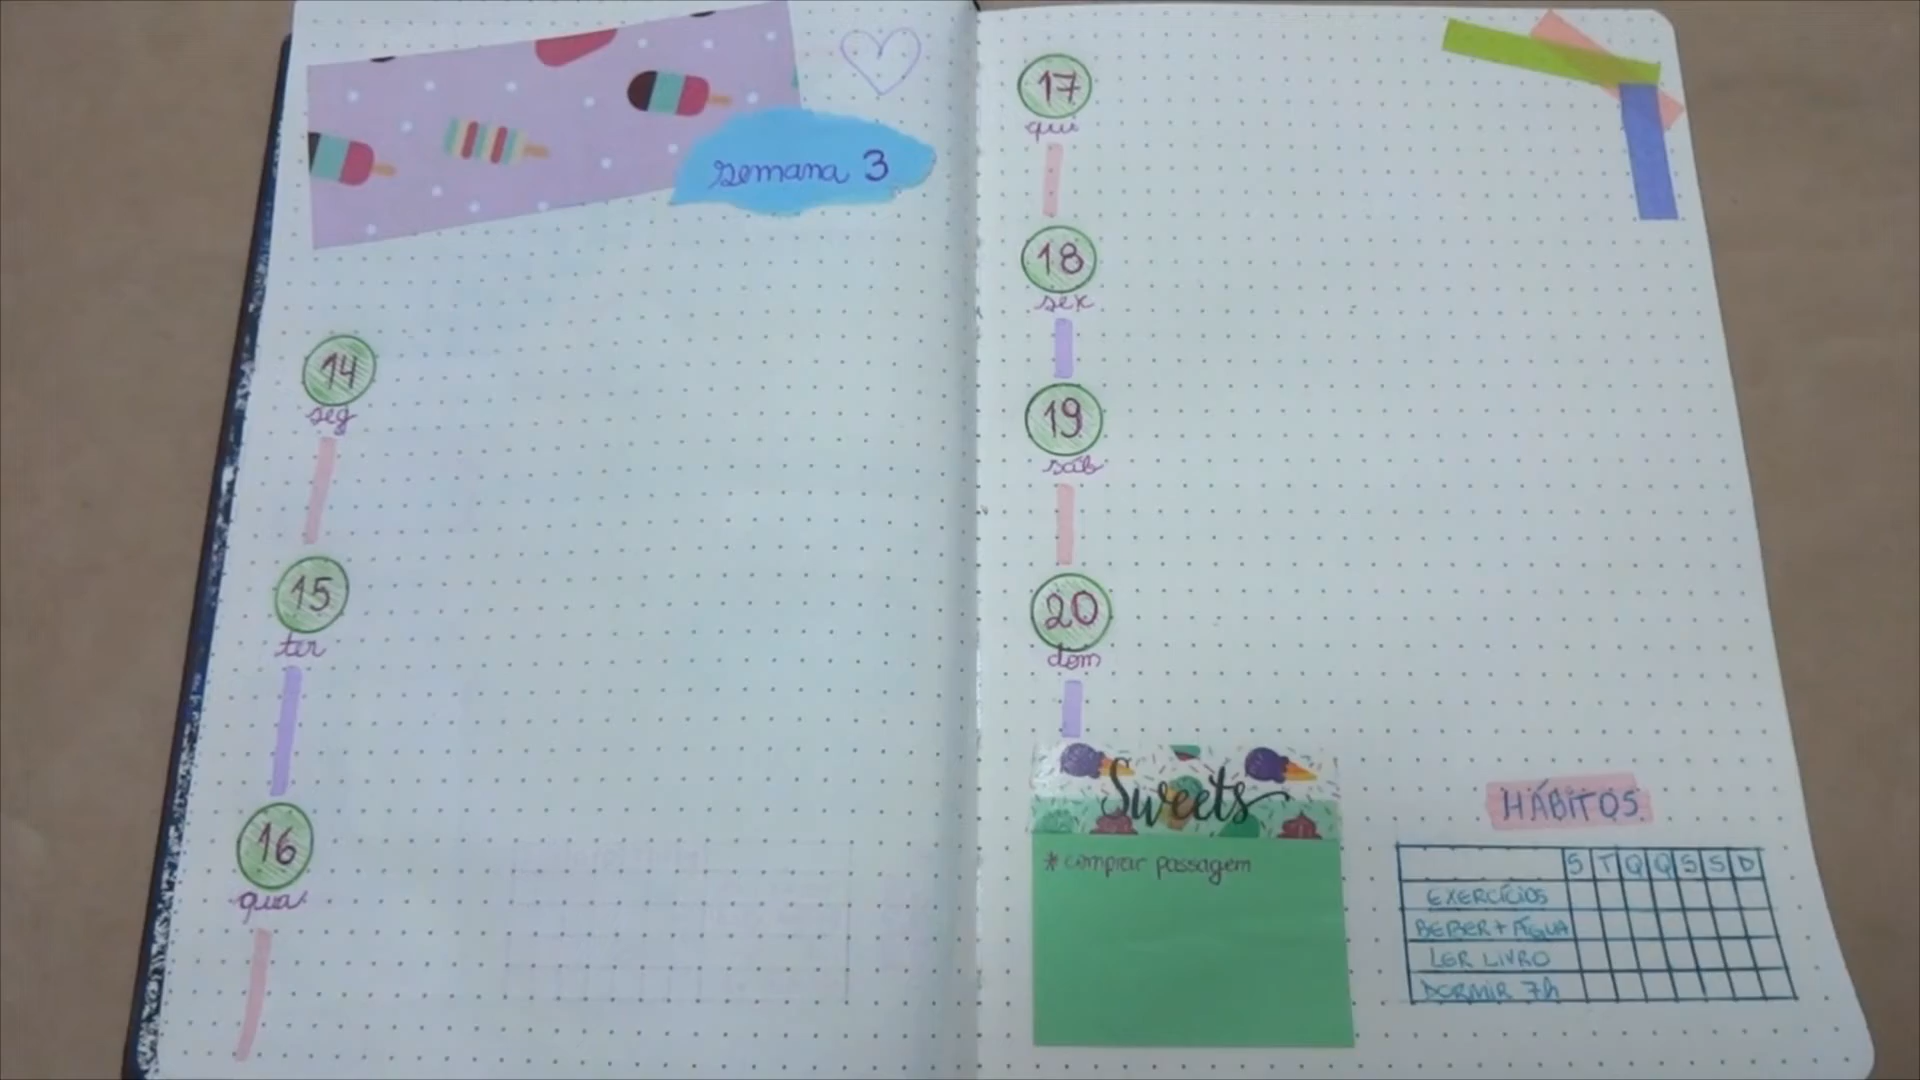 semana 3
14
seg
15
ter
16
qua
17
qui
18
sex
19
sáb
20
dom
Sweets
* comprar passagem
HÁBITOS
S T Q Q S S D
EXERCÍCIOS
BEBER + ÁGUA
LER LIVRO
DORMIR 7h